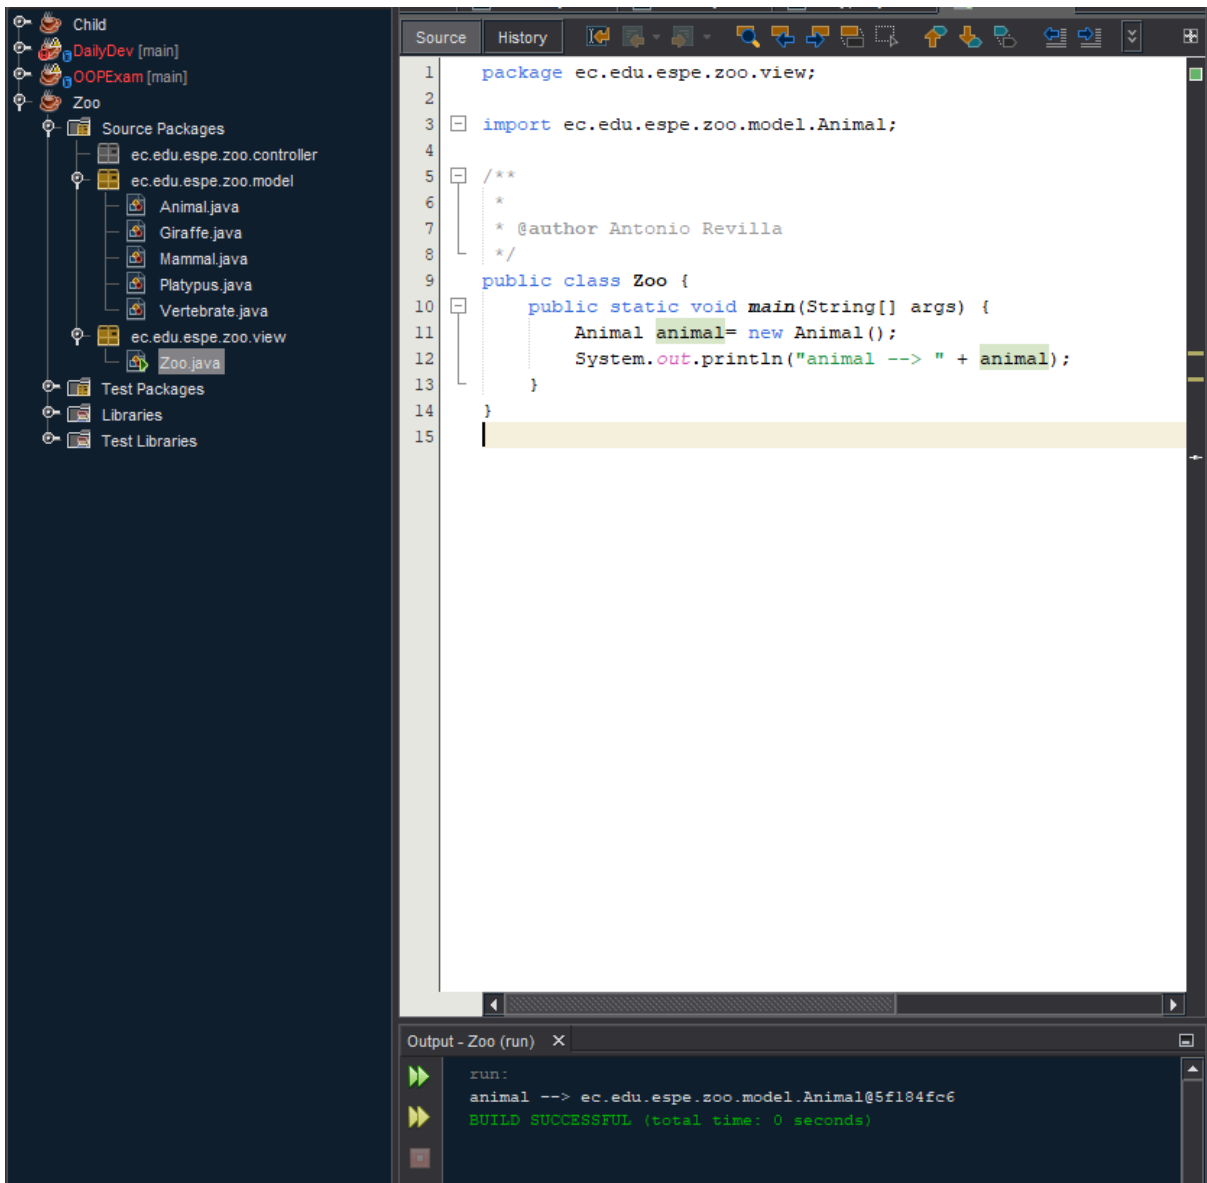 Child
DailyDev [main]
OOPExam [main]
Zoo
Source Packages
ec.edu.espe.zoo.controller
ec.edu.espe.zoo.model
Animal.java
Giraffe.java
Mammal.java
Platypus.java
Vertebrate.java
ec.edu.espe.zoo.view
Zoo.java
Test Packages
Libraries
Test Libraries
Source History
1 package ec.edu.espe.zoo.view;
2
3 import ec.edu.espe.zoo.model.Animal;
4
5 /**
6 *
7 * @author Antonio Revilla
8 */
9 public class Zoo {
10 public static void main(String[] args) {
11 Animal animal= new Animal();
12 System.out.println("animal --> " + animal);
13 }
14 }
15
Output - Zoo (run)
run:
animal --> ec.edu.espe.zoo.model.Animal@5f184fc6
BUILD SUCCESSFUL (total time: 0 seconds)